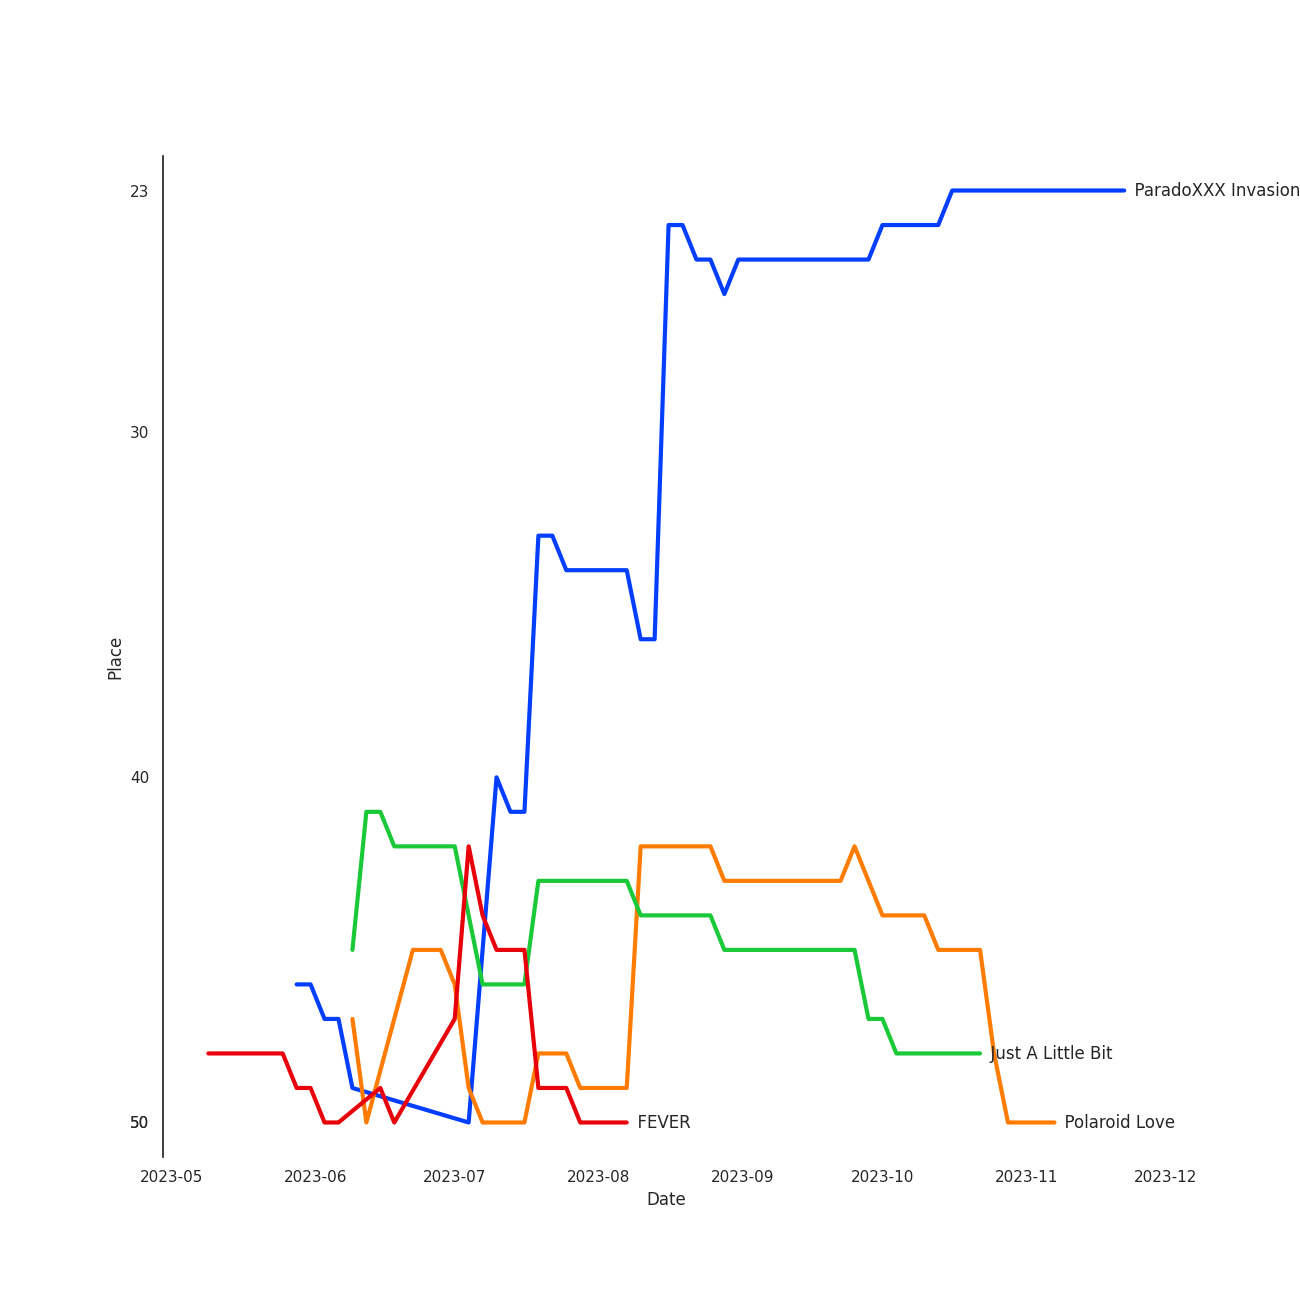 23
ParadoXXX Invasion
30
Place
40
Just A Little Bit
50
FEVER
Polaroid Love
2023-05 2023-06 2023-07 2023-08 2023-09 2023-10 2023-11 2023-12
Date